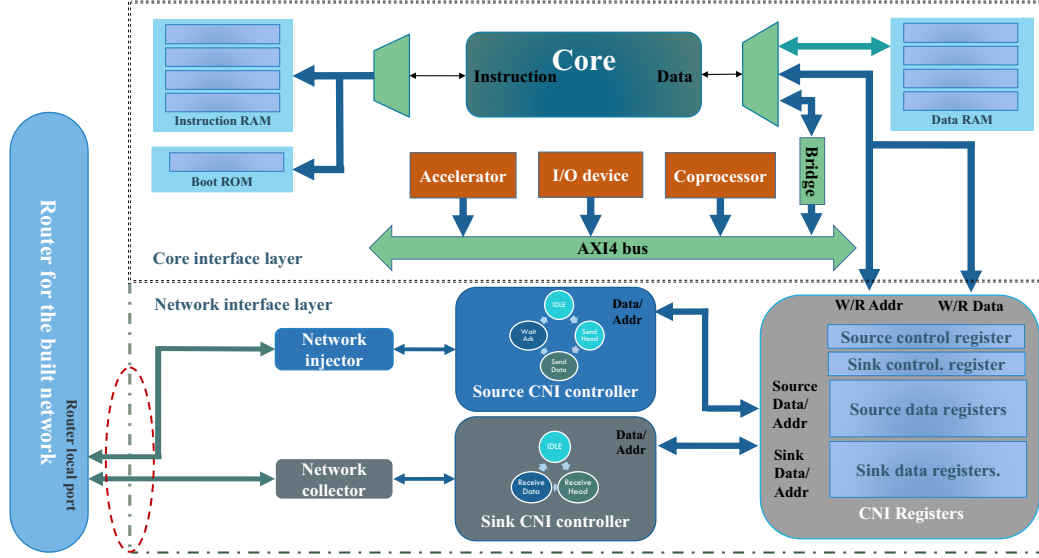 Core
Instruction
Data
Instruction RAM
Data RAM
Boot ROM
Accelerator
I/O device
Coprocessor
Bridge
AXI4 bus
Core interface layer
Router for the built network
Router local port
Network interface layer
Network
injector
IDLE
Wait
Ack
Send
Head
Send
Data
Data/
Addr
Source CNI controller
Network
collector
IDLE
Receive
Data
Receive
Head
Data/
Addr
Sink CNI controller
W/R Addr
W/R Data
Source control register
Sink control. register
Source
Data/
Addr
Source data registers
Sink
Data/
Addr
Sink data registers.
CNI Registers